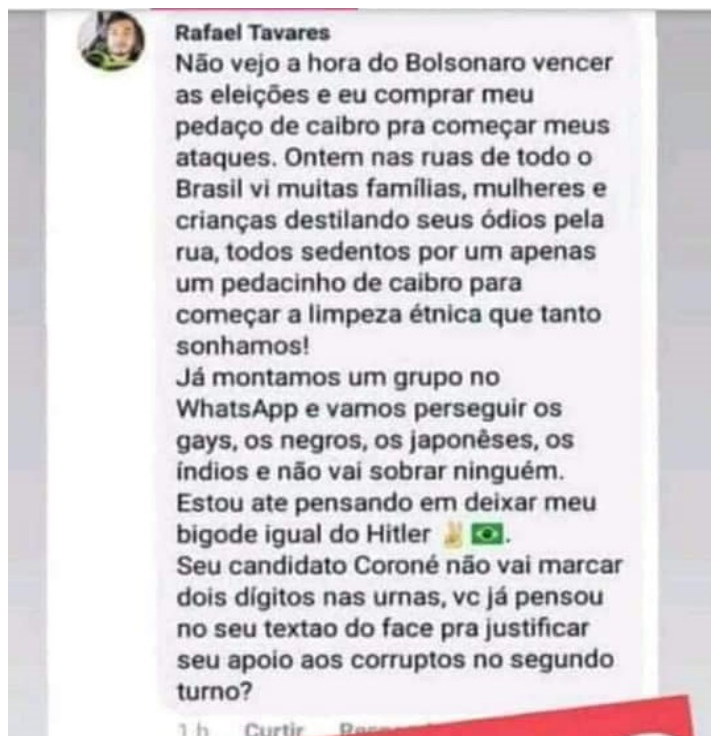 Rafael Tavares
Não vejo a hora do Bolsonaro vencer
as eleições e eu comprar meu
pedaço de caibro pra começar meus
ataques. Ontem nas ruas de todo o
Brasil vi muitas famílias, mulheres e
crianças destilando seus ódios pela
rua, todos sedentos por um apenas
um pedacinho de caibro para
começar a limpeza étnica que tanto
sonhamos!
Já montamos um grupo no
WhatsApp e vamos perseguir os
gays, os negros, os japonêses, os
índios e não vai sobrar ninguém.
Estou ate pensando em deixar meu
bigode igual do Hitler ✌️🇧🇷.
Seu candidato Coroné não vai marcar
dois dígitos nas urnas, vc já pensou
no seu textao do face pra justificar
seu apoio aos corruptos no segundo
turno?
1 h Curtir